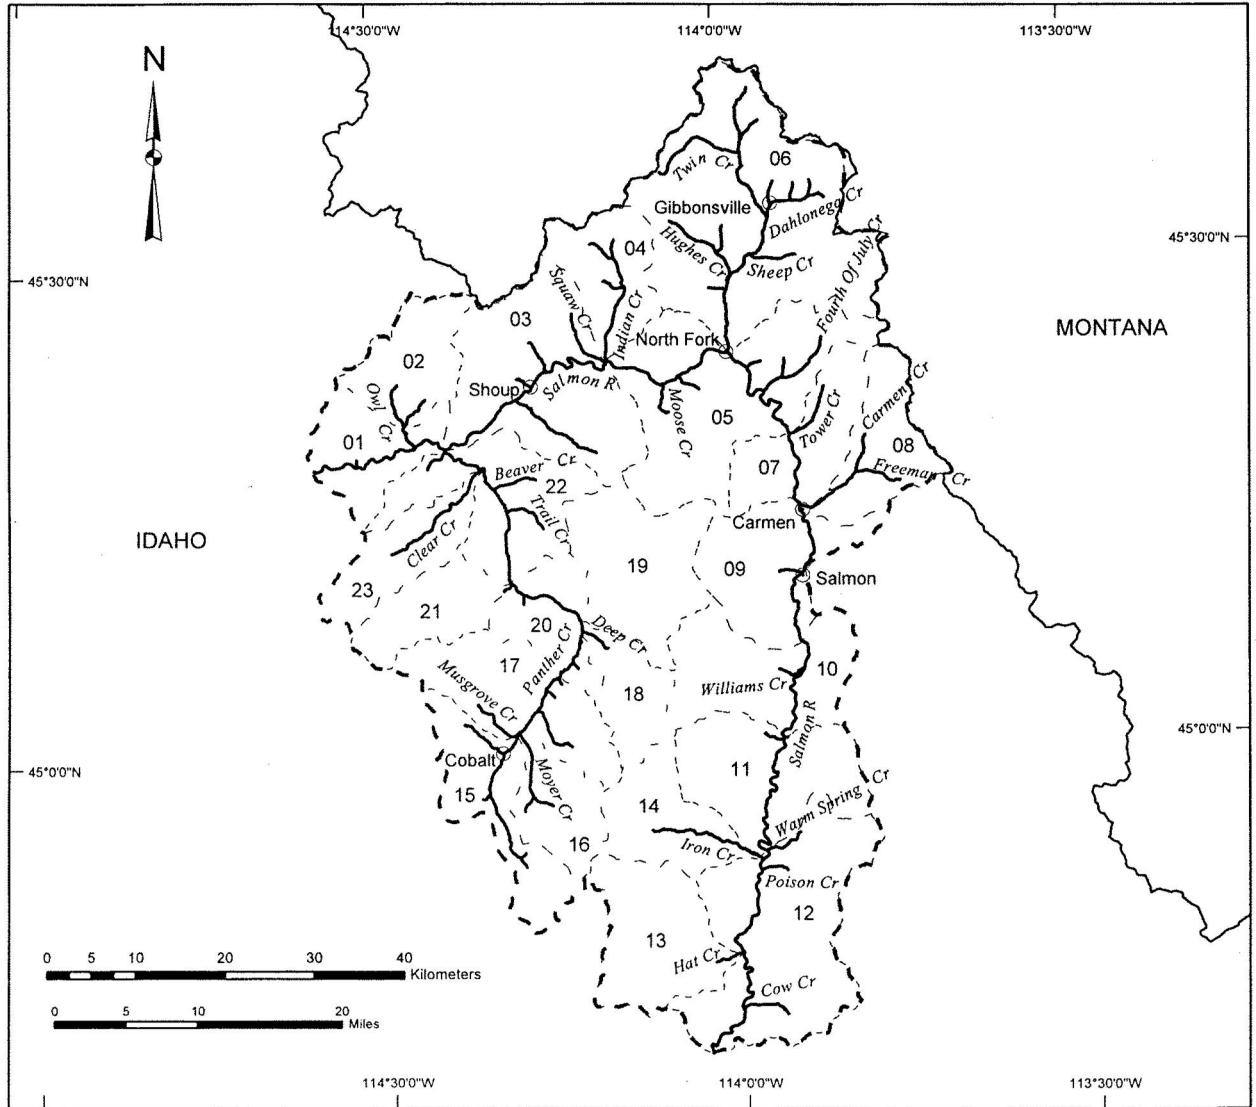 114°30'0"W
114°0'0"W
113°30'0"W
N
06
Twin Cr
Gibbonsville
Dahlonega Cr
45°30'0"N
04
Hughes Cr
Sheep Cr
Fourth Of July Cr
45°30'0"N
Squaw Cr
Indian Cr
03
North Fork
MONTANA
02
Shoup
Salmon R
Owl Cr
Moose Cr
05
Tower Cr
Carmen Cr
01
08
07
Freeman Cr
Beaver Cr
22
Trail Cr
Carmen
IDAHO
Clear Cr
19
09
Salmon
23
21
20
Deep Cr
Panther Cr
17
10
Musgrove Cr
18
Williams Cr
Salmon R
45°0'0"N
Cobalt
11
45°0'0"N
Moyer Cr
15
14
Warm Spring Cr
16
Iron Cr
Poison Cr
12
13
Hat Cr
0 5 10 20 30 40
Kilometers
Cow Cr
0 5 10 20
Miles
114°30'0"W
114°0'0"W
113°30'0"W